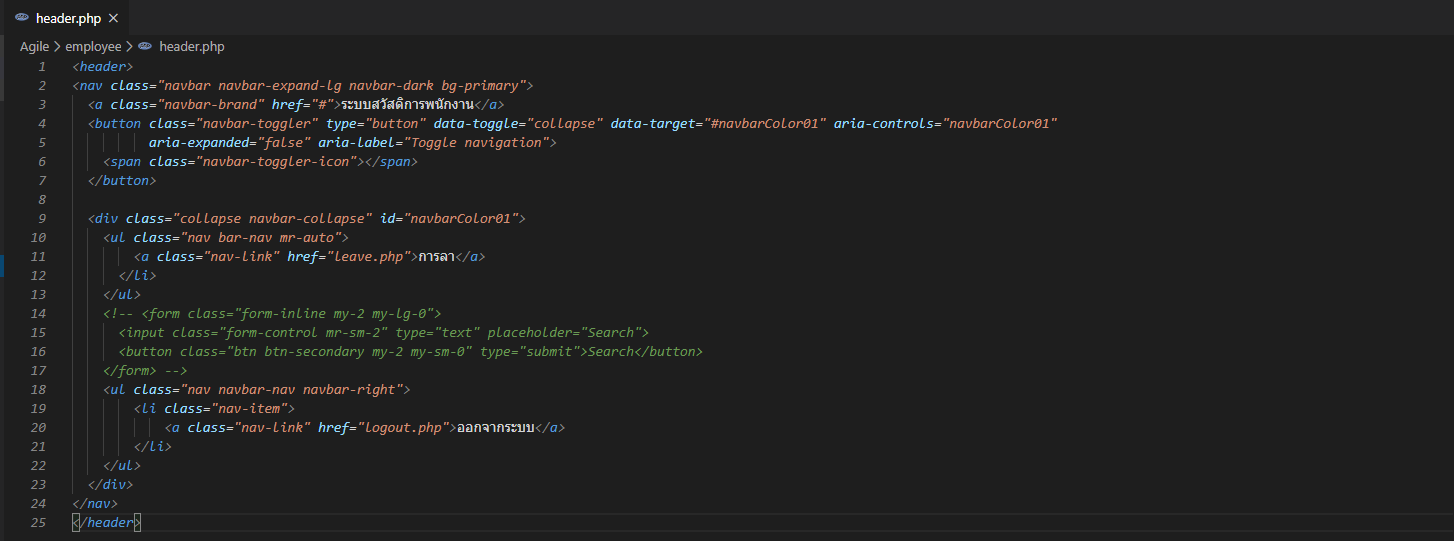 header.php ×
Agile > employee > header.php
1 <header>
2 <nav class="navbar navbar-expand-lg navbar-dark bg-primary">
3 <a class="navbar-brand" href="#">ระบบสวัสดิการพนักงาน</a>
4 <button class="navbar-toggler" type="button" data-toggle="collapse" data-target="#navbarColor01" aria-controls="navbarColor01"
5 aria-expanded="false" aria-label="Toggle navigation">
6 <span class="navbar-toggler-icon"></span>
7 </button>
8
9 <div class="collapse navbar-collapse" id="navbarColor01">
10 <ul class="nav bar-nav mr-auto">
11 <a class="nav-link" href="leave.php">การลา</a>
12 </li>
13 </ul>
14 <!-- <form class="form-inline my-2 my-lg-0">
15 <input class="form-control mr-sm-2" type="text" placeholder="Search">
16 <button class="btn btn-secondary my-2 my-sm-0" type="submit">Search</button>
17 </form> -->
18 <ul class="nav navbar-nav navbar-right">
19 <li class="nav-item">
20 <a class="nav-link" href="logout.php">ออกจากระบบ</a>
21 </li>
22 </ul>
23 </div>
24 </nav>
25 </header>